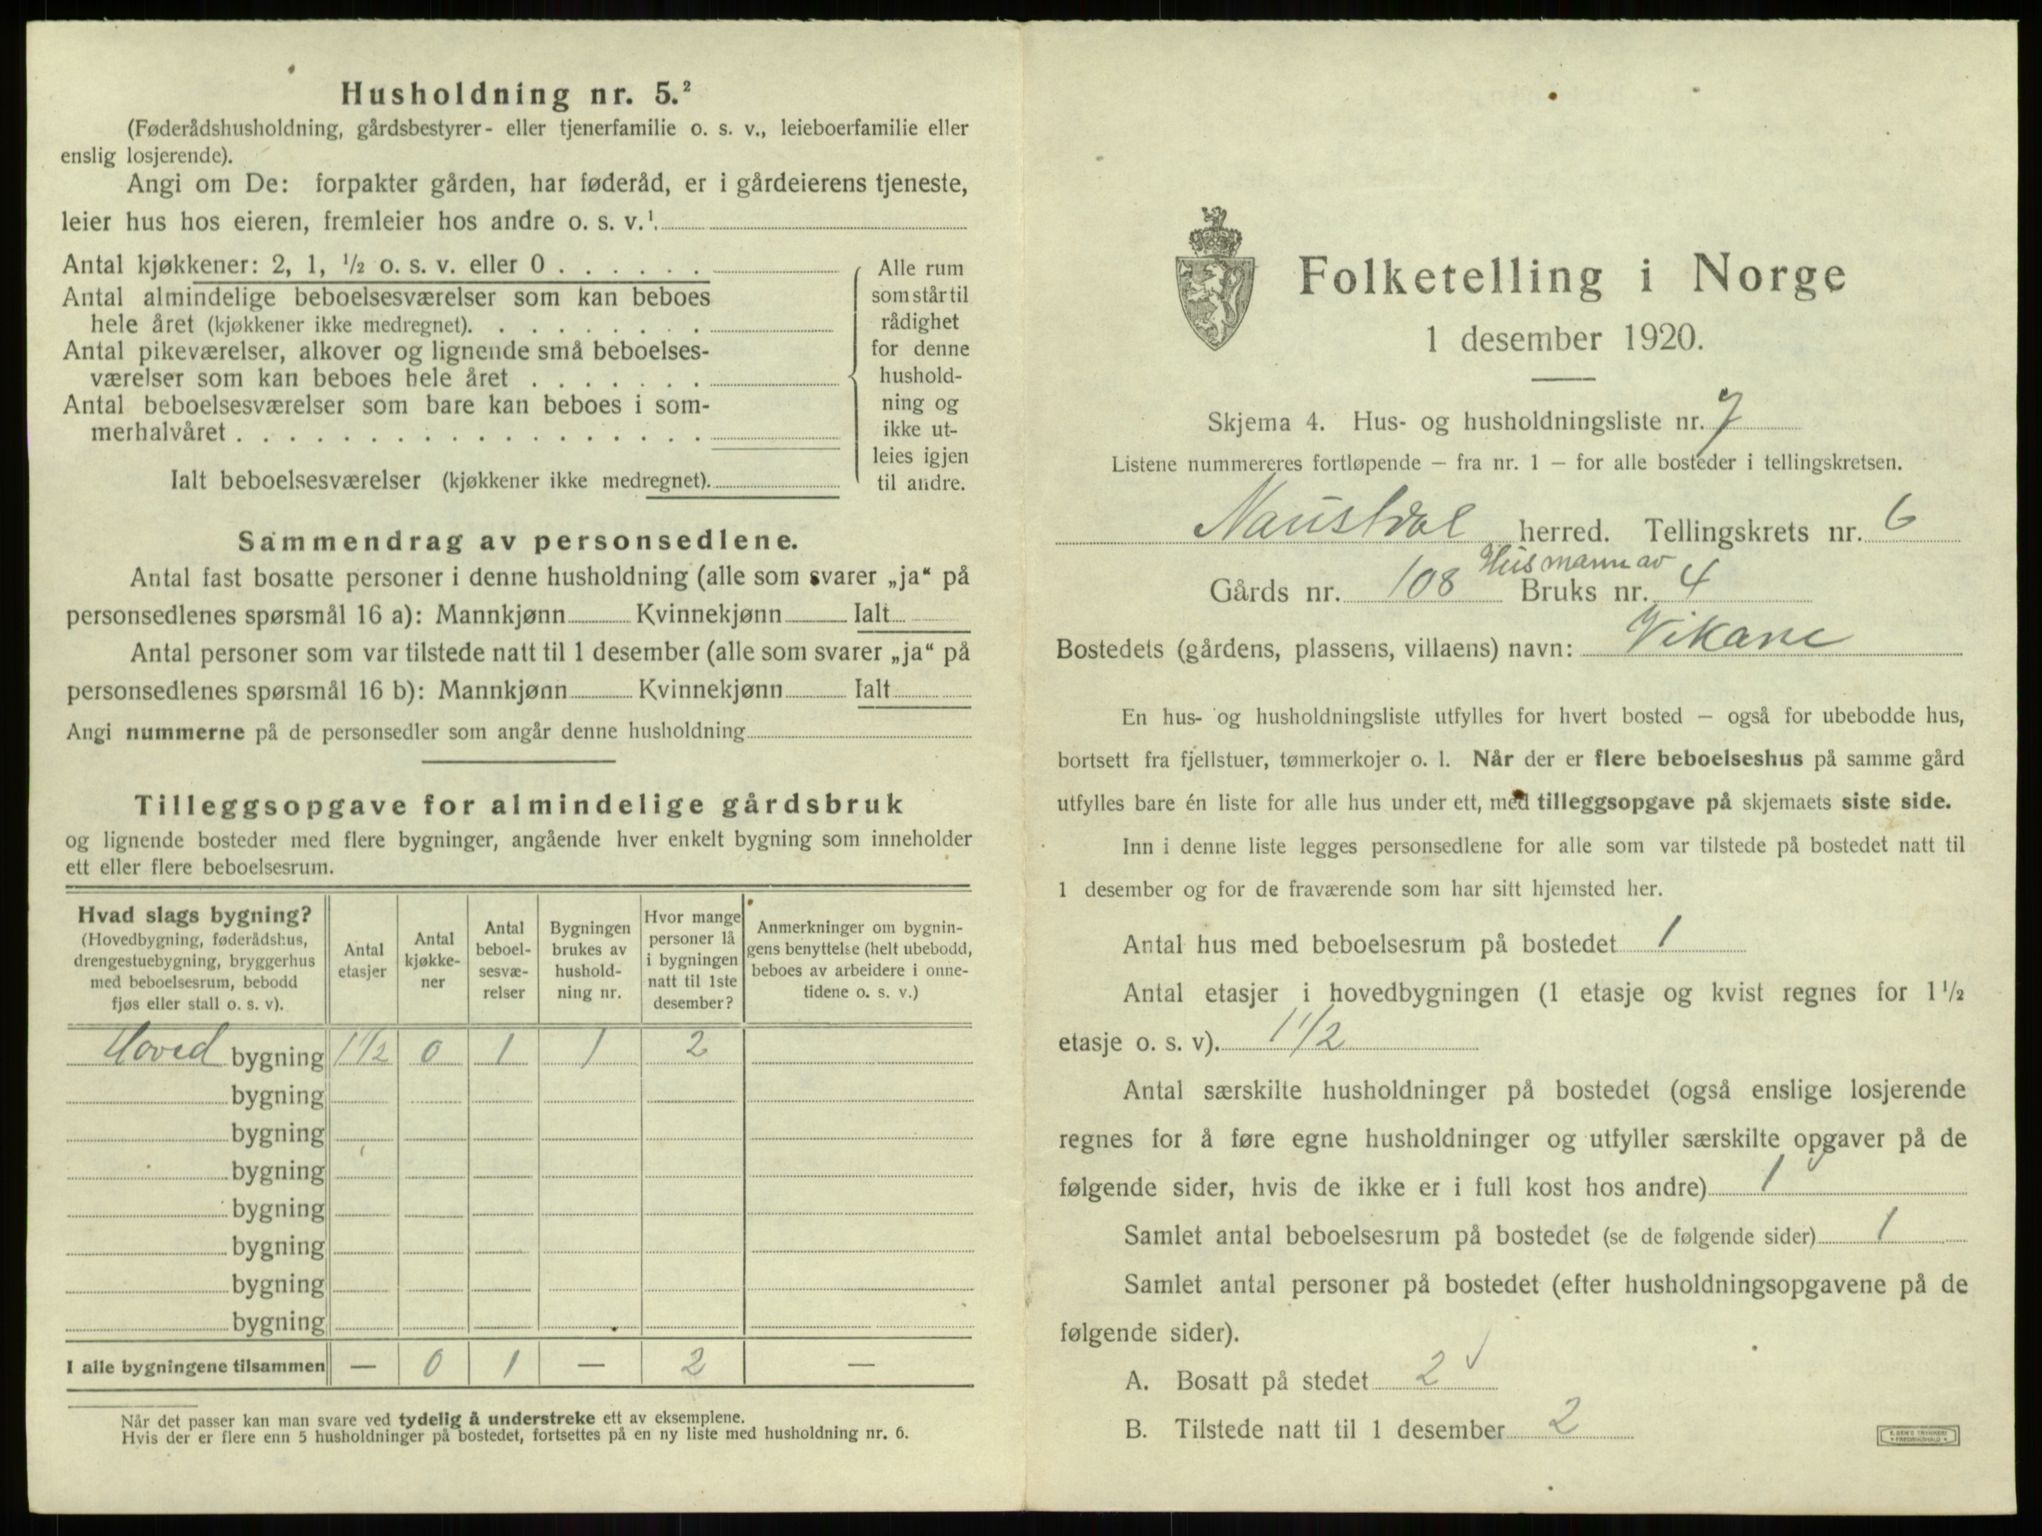 Husholdning nr. 5.²
(Føderådshusholdning, gårdsbestyrer- eller tjenerfamilie o. s. v., leieboerfamilie eller
enslig losjerende).
Angi om De: forpakter gården, har føderåd, er i gårdeierens tjeneste,
leier hus hos eieren, fremleier hos andre o. s. v.¹
Antal kjøkkener: 2, 1, ½ o. s. v. eller 0 . . . . . .
Antal almindelige beboelsesværelser som kan beboes
hele året (kjøkkener ikke medregnet). . . . . . . . .
Antal pikeværelser, alkover og lignende små beboelses-
værelser som kan beboes hele året . . . . . . .
Antal beboelsesværelser som bare kan beboes i som-
merhalvåret . . . . . . . . . . . . . . . . . .
Ialt beboelsesværelser (kjøkkener ikke medregnet).
Alle rum
som står til
rådighet
for denne
hushold-
ning og
ikke ut-
leies igjen
til andre.
Sammendrag av personsedlene.
Antal fast bosatte personer i denne husholdning (alle som svarer „ja“ på
personsedlenes spørsmål 16 a): Mannkjønn Kvinnekjønn Ialt
Antal personer som var tilstede natt til 1 desember (alle som svarer „ja“ på
personsedlenes spørsmål 16 b): Mannkjønn Kvinnekjønn Ialt
Angi nummerne på de personsedler som angår denne husholdning
Tilleggsopgave for almindelige gårdsbruk
og lignende bosteder med flere bygninger, angående hver enkelt bygning som inneholder
ett eller flere beboelsesrum.
Hvad slags bygning?
(Hovedbygning, føderådshus,
drengestuebygning, bryggerhus
med beboelsesrum, bebodd
fjøs eller stall o. s. v).
Antal
etasjer
Antal
kjøkke-
ner
Antal
beboel-
sesvæ-
relser
Bygningen
brukes av
hushold-
ning nr.
Hvor mange
personer lå
i bygningen
natt til 1ste
desember?
Anmerkninger om bygnin-
gens benyttelse (helt ubebodd,
beboes av arbeidere i onne-
tidene o. s. v.)
Hoved bygning 1½ 0 1 1 2
bygning
bygning
bygning
bygning
bygning
bygning
bygning
I alle bygningene tilsammen — 0 1 — 2 —
Når det passer kan man svare ved tydelig å understreke ett av eksemplene.
Hvis der er flere enn 5 husholdninger på bostedet, fortsettes på en ny liste med husholdning nr. 6.
Folketelling i Norge
1 desember 1920.
Skjema 4. Hus- og husholdningsliste nr. 7
Listene nummereres fortløpende — fra nr. 1 — for alle bosteder i tellingskretsen.
Naustdal herred. Tellingskrets nr. 6
Husmann av
Gårds nr. 108 Bruks nr. 4
Bostedets (gårdens, plassens, villaens) navn: Vikane
En hus- og husholdningsliste utfylles for hvert bosted — også for ubebodde hus,
bortsett fra fjellstuer, tømmerkojer o. l. Når der er flere beboelseshus på samme gård
utfylles bare én liste for alle hus under ett, med tilleggsopgave på skjemaets siste side.
Inn i denne liste legges personsedlene for alle som var tilstede på bostedet natt til
1 desember og for de fraværende som har sitt hjemsted her.
Antal hus med beboelsesrum på bostedet 1
Antal etasjer i hovedbygningen (1 etasje og kvist regnes for 1½
etasje o. s. v). 1½
Antal særskilte husholdninger på bostedet (også enslige losjerende
regnes for å føre egne husholdninger og utfyller særskilte opgaver på de
følgende sider, hvis de ikke er i full kost hos andre) 1
Samlet antal beboelsesrum på bostedet (se de følgende sider) 1
Samlet antal personer på bostedet (efter husholdningsopgavene på de
følgende sider).
A. Bosatt på stedet 2
B. Tilstede natt til 1 desember 2